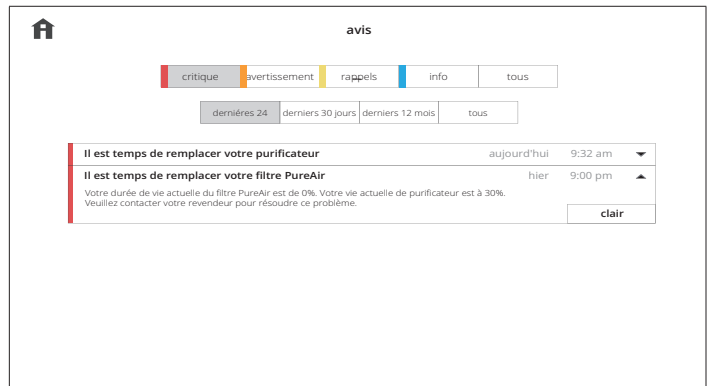 avis
critique avertissement rappels info tous
derniéres 24 derniers 30 jours derniers 12 mois tous
Il est temps de remplacer votre purificateur aujourd'hui 9:32 am
Il est temps de remplacer votre filtre PureAir hier 9:00 pm
Votre durée de vie actuelle du filtre PureAir est de 0%. Votre vie actuelle de purificateur est à 30%.
Veuillez contacter votre revendeur pour résoudre ce problème.
clair